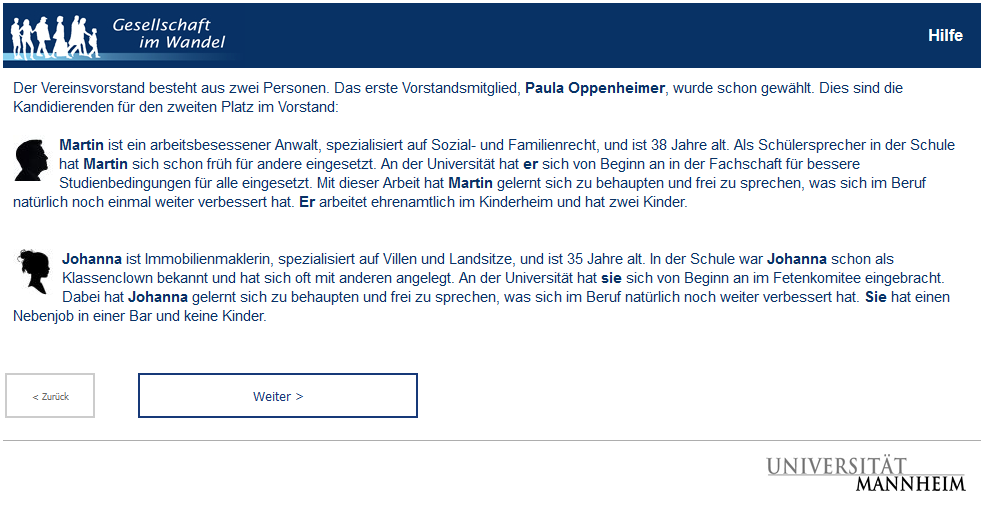 Gesellschaft
im Wandel
Hilfe
Der Vereinsvorstand besteht aus zwei Personen. Das erste Vorstandsmitglied, Paula Oppenheimer, wurde schon gewählt. Dies sind die
Kandidierenden für den zweiten Platz im Vorstand:
Martin ist ein arbeitsbesessener Anwalt, spezialisiert auf Sozial- und Familienrecht, und ist 38 Jahre alt. Als Schülersprecher in der Schule
hat Martin sich schon früh für andere eingesetzt. An der Universität hat er sich von Beginn an in der Fachschaft für bessere
Studienbedingungen für alle eingesetzt. Mit dieser Arbeit hat Martin gelernt sich zu behaupten und frei zu sprechen, was sich im Beruf
natürlich noch einmal weiter verbessert hat. Er arbeitet ehrenamtlich im Kinderheim und hat zwei Kinder.
Johanna ist Immobilienmaklerin, spezialisiert auf Villen und Landsitze, und ist 35 Jahre alt. In der Schule war Johanna schon als
Klassenclown bekannt und hat sich oft mit anderen angelegt. An der Universität hat sie sich von Beginn an im Fetenkomitee eingebracht.
Dabei hat Johanna gelernt sich zu behaupten und frei zu sprechen, was sich im Beruf natürlich noch weiter verbessert hat. Sie hat einen
Nebenjob in einer Bar und keine Kinder.
< Zurück
Weiter >
UNIVERSITÄT
MANNHEIM